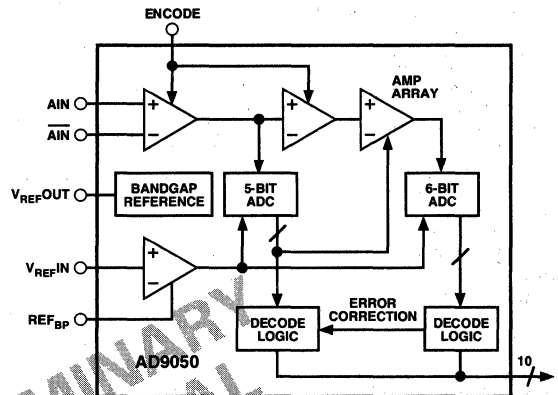 ENCODE
AIN
AIN
AMP
ARRAY
+
−
+
−
+
−
VREFOUT
BANDGAP
REFERENCE
5-BIT
ADC
6-BIT
ADC
VREFIN
+
−
REFBP
DECODE
LOGIC
ERROR
CORRECTION
DECODE
LOGIC
AD9050
10